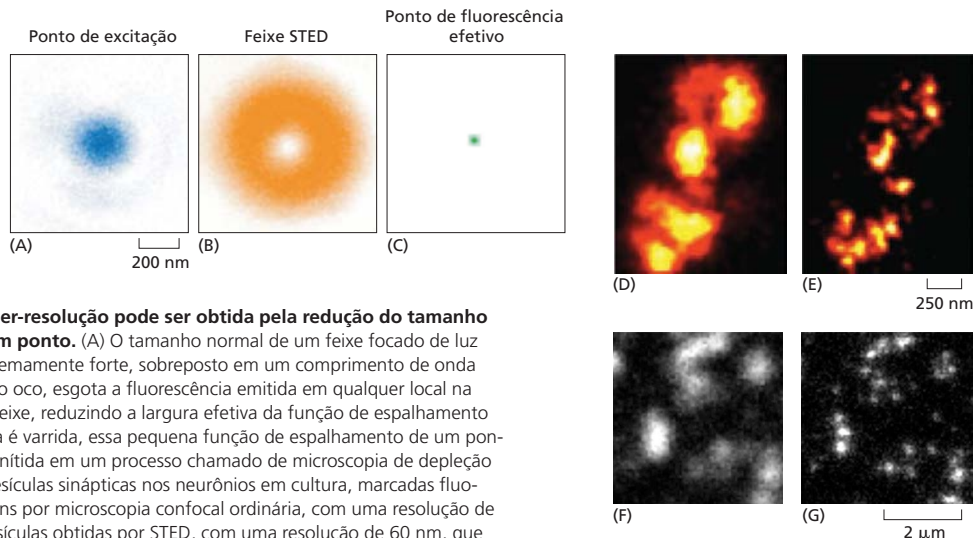 Ponto de excitação
Feixe STED
Ponto de fluorescência
efetivo
(A)
200 nm
(B)
(C)
(D)
(E)
250 nm
er-resolução pode ser obtida pela redução do tamanho
m ponto. (A) O tamanho normal de um feixe focado de luz
emamente forte, sobreposto em um comprimento de onda
o oco, esgota a fluorescência emitida em qualquer local na
eixe, reduzindo a largura efetiva da função de espalhamento
a é varrida, essa pequena função de espalhamento de um pon-
nítida em um processo chamado de microscopia de depleção
esículas sinápticas nos neurônios em cultura, marcadas fluo-
ns por microscopia confocal ordinária, com uma resolução de
sículas obtidas por STED, com uma resolução de 60 nm, que
(F)
(G)
2 μm